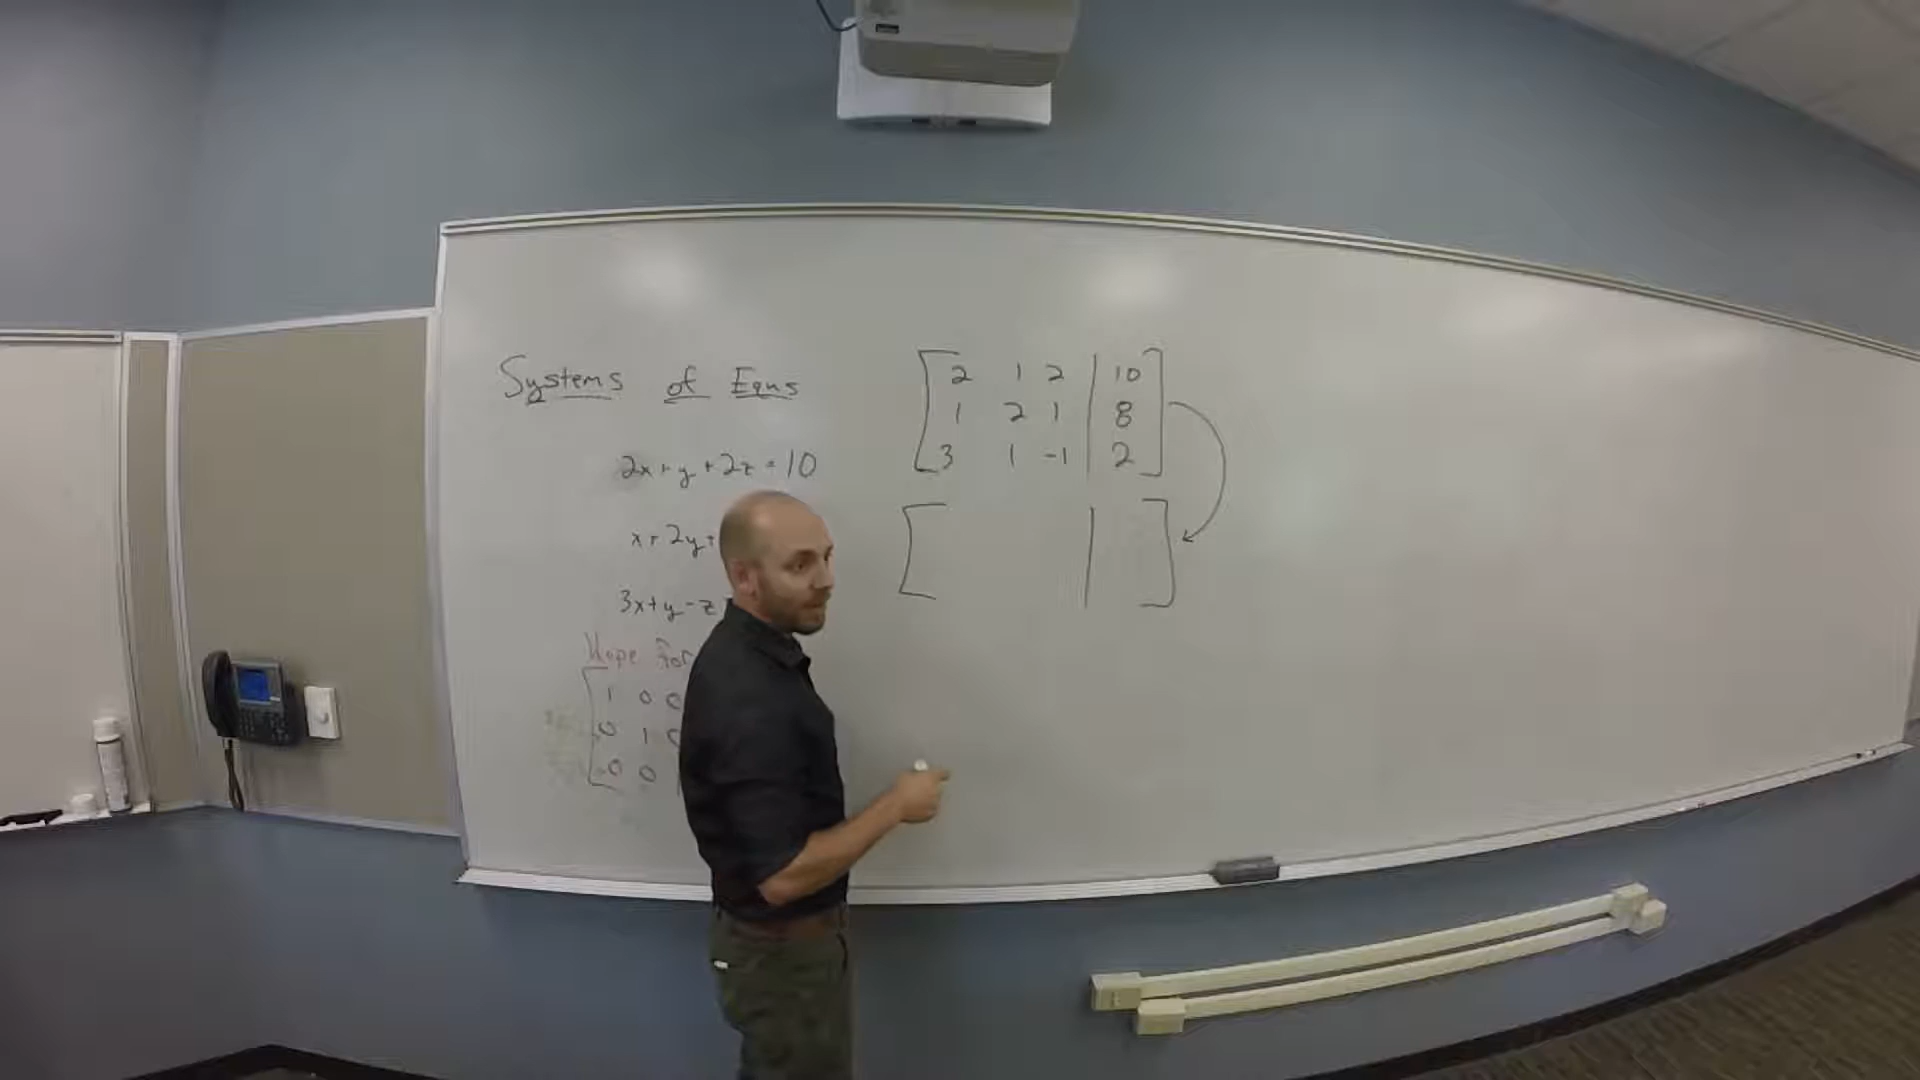 Systems of Eqns
2x + y + 2z = 10
x + 2y +
3x + y - z
Hope for
1 0 0
0 1
0 0
2 1 2 | 10
1 2 1 | 8
3 1 -1 | 2